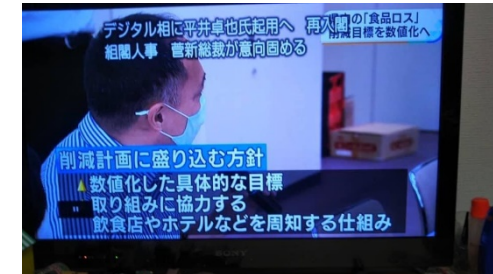 デジタル相に平井卓也氏起用へ 再入閣
組閣人事 菅新総裁が意向固める
の「食品ロス」
削減目標を数値化へ
削減計画に盛り込む方針
数値化した具体的な目標
取り組みに協力する
飲食店やホテルなどを周知する仕組み
SONY